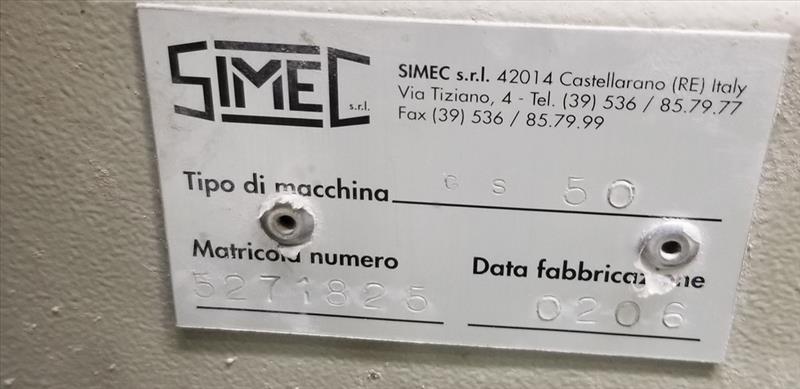 SIMEC s.r.l.
SIMEC s.r.l. 42014 Castellarano (RE) Italy
Via Tiziano, 4 - Tel. (39) 536 / 85.79.77
Fax (39) 536 / 85.79.99
Tipo di macchina GS 50
Matricola numero
5271825
Data fabbricazione
0206